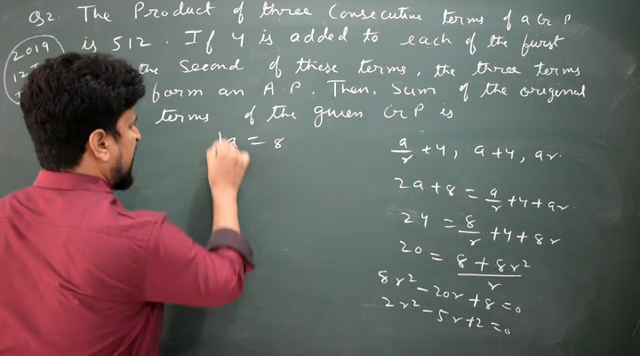 Q2. The Product of three Consecutive terms of a G.P
is 512. If 4 is added to each of the first
the second of these terms, the three terms
form an A.P. Then, sum of the original
terms of the given G.P is
2019
12
a = 8
a/r + 4, a + 4, ar
2a + 8 = a/r + 4 + ar
24 = 8/r + 4 + 8r
20 = (8 + 8r²)/r
8r² - 20r + 8 = 0
2r² - 5r + 2 = 0